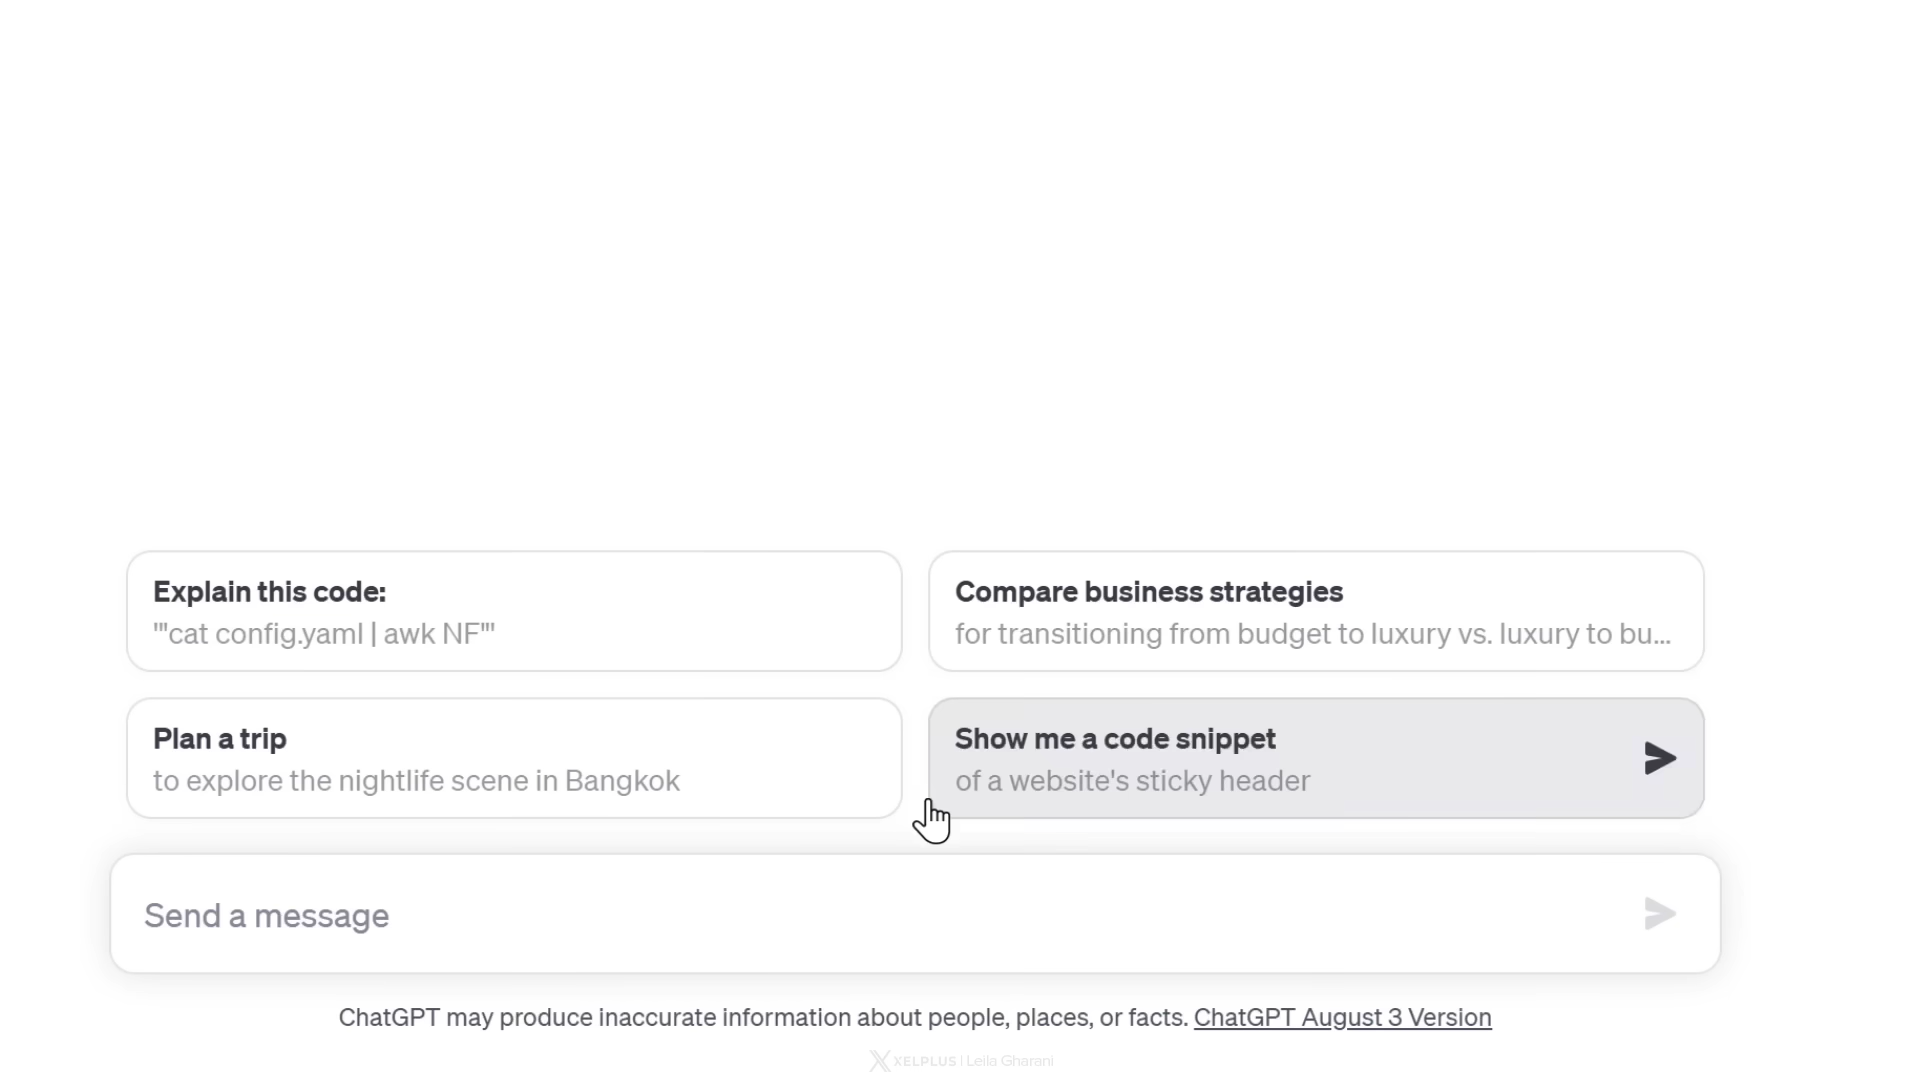 Explain this code:
"'cat config.yaml | awk NF'"
Compare business strategies
for transitioning from budget to luxury vs. luxury to bu...
Plan a trip
to explore the nightlife scene in Bangkok
Show me a code snippet
of a website's sticky header
Send a message
ChatGPT may produce inaccurate information about people, places, or facts. ChatGPT August 3 Version
XELPLUS | Leila Gharani